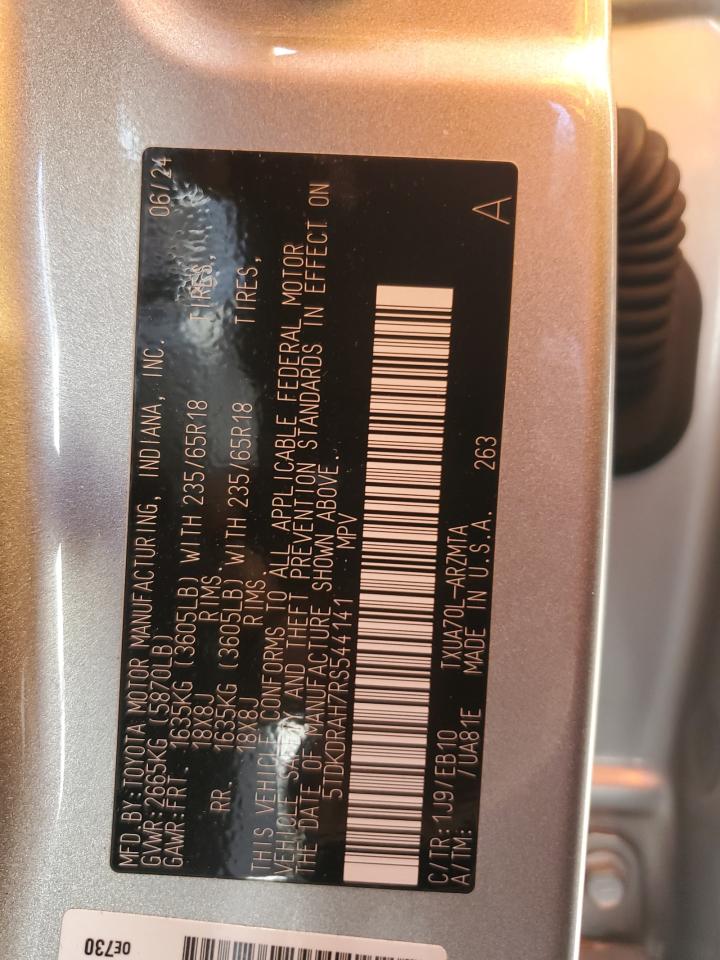 MFD.BY:TOYOTA MOTOR MANUFACTURING, INDIANA, INC. 06/24
GVWR:2665KG (5870LB)
GAWR:FRT. 1635KG (3605LB) WITH 235/65R18 TIRES,
18X8J RIMS
RR. 1635KG (3605LB) WITH 235/65R18 TIRES,
18X8J RIMS
THIS VEHICLE CONFORMS TO ALL APPLICABLE FEDERAL MOTOR
VEHICLE SAFETY AND THEFT PREVENTION STANDARDS IN EFFECT ON
THE DATE OF MANUFACTURE SHOWN ABOVE.
5TDKDRAH7RS544141 MPV
C/TR:1J9/EB10 TXUA70L-ARZMTA 263
A/TM: /UA81E MADE IN U.S.A. A
0E730